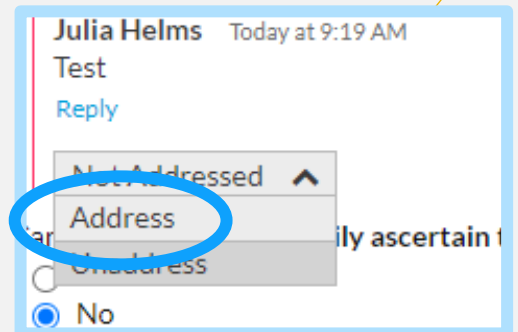 Julia Helms Today at 9:19 AM
Test
Reply
Not Addressed
Address
ily ascertain
Unaddress
No